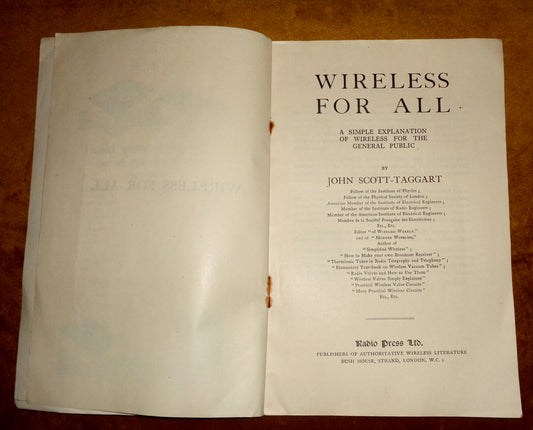 WIRELESS
FOR ALL
A SIMPLE EXPLANATION
OF WIRELESS FOR THE
GENERAL PUBLIC
BY
JOHN SCOTT-TAGGART
Fellow of the Institute of Physics;
Fellow of the Physical Society of London;
Associate Member of the Institute of Electrical Engineers;
Member of the Institute of Radio Engineers;
Member of the American Institute of Electrical Engineers;
Membre de la Société Française des Electriciens;
Etc., Etc.
Editor "of WIRELESS WEEKLY."
and of "MODERN WIRELESS,"
Author of
"Simplified Wireless";
"How to Make your own Broadcast Receiver";
"Thermionic Tubes in Radio Telegraphy and Telephony";
"Elementary Text-book on Wireless Vacuum Tubes";
"Radio Valves and How to Use Them"
"Wireless Valves Simply Explained"
"Practical Wireless Valve Circuits"
"More Practical Wireless Circuits"
Etc., Etc.
Radio Press Ltd.
PUBLISHERS OF AUTHORITATIVE WIRELESS LITERATURE
BUSH HOUSE, STRAND, LONDON, W.C. 2